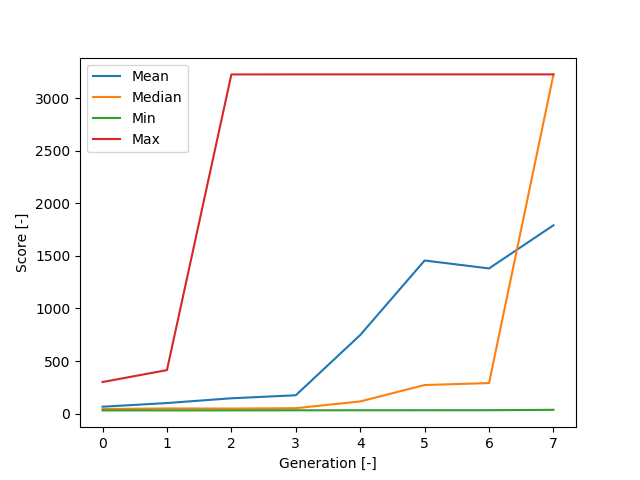 Mean
Median
Min
Max
3000
2500
2000
1500
1000
500
0
Score [-]
0 1 2 3 4 5 6 7
Generation [-]